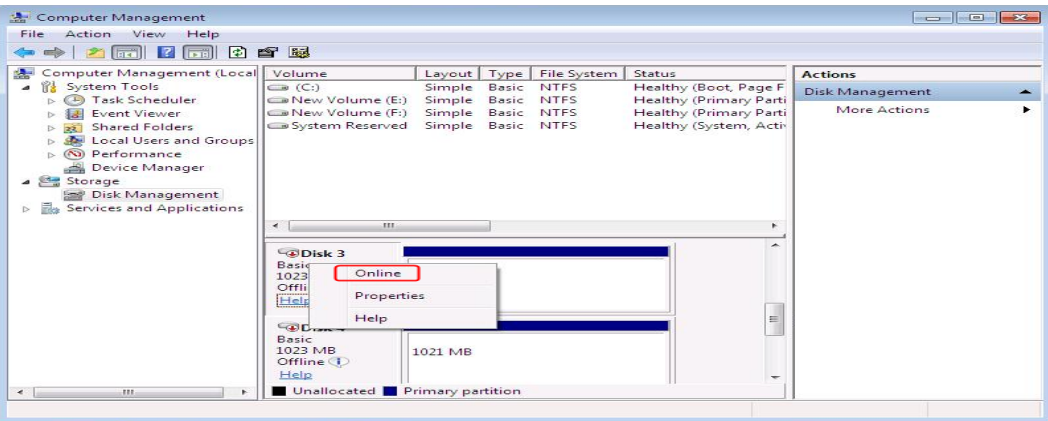 Computer Management
File Action View Help
Computer Management (Local
System Tools
Task Scheduler
Event Viewer
Shared Folders
Local Users and Groups
Performance
Device Manager
Storage
Disk Management
Services and Applications
Volume Layout Type File System Status
(C:) Simple Basic NTFS Healthy (Boot, Page F
New Volume (E:) Simple Basic NTFS Healthy (Primary Parti
New Volume (F:) Simple Basic NTFS Healthy (Primary Parti
System Reserved Simple Basic NTFS Healthy (System, Activ
Disk 3
Basic
1023
Offli
Help
Online
Properties
Help
Basic
1023 MB
Offline
Help
1021 MB
Unallocated Primary partition
Actions
Disk Management
More Actions